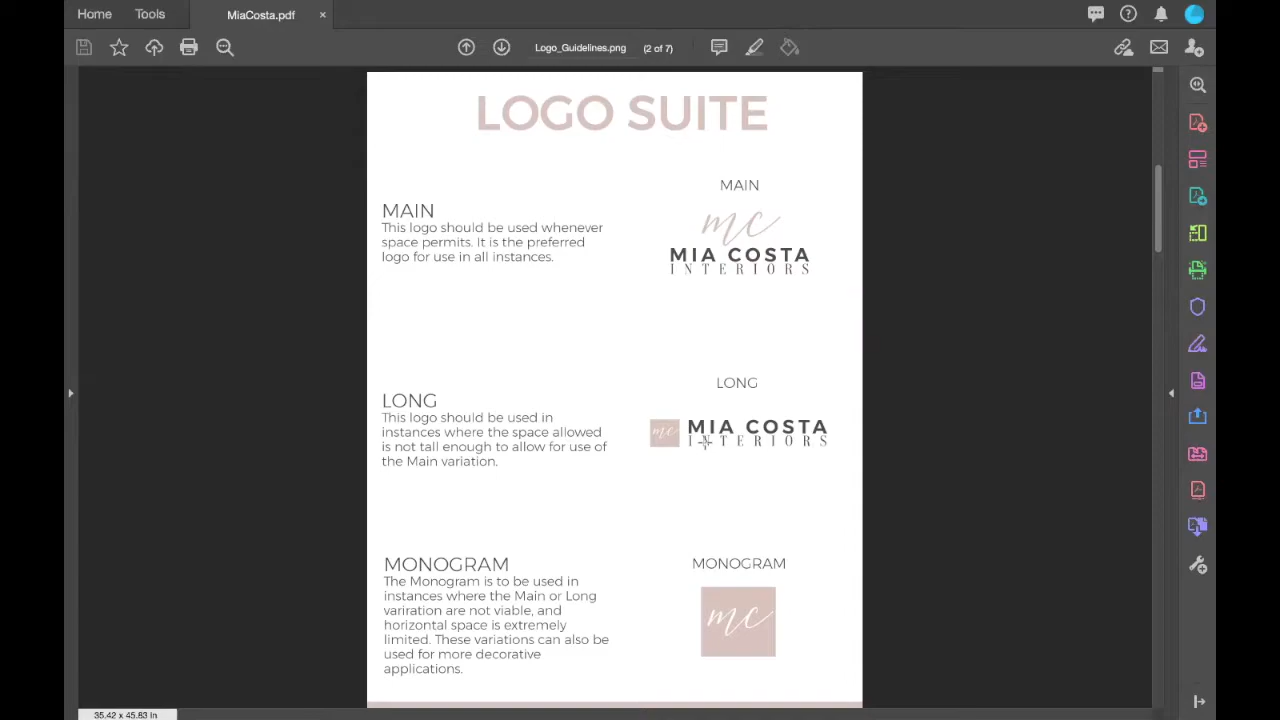 Home Tools MiaCosta.pdf ×
Logo_Guidelines.png (2 of 7)
LOGO SUITE
MAIN
This logo should be used whenever
space permits. It is the preferred
logo for use in all instances.
MAIN
mc
MIA COSTA
INTERIORS
LONG
This logo should be used in
instances where the space allowed
is not tall enough to allow for use of
the Main variation.
LONG
mc
MIA COSTA
INTERIORS
MONOGRAM
The Monogram is to be used in
instances where the Main or Long
variration are not viable, and
horizontal space is extremely
limited. These variations can also be
used for more decorative
applications.
MONOGRAM
mc
35.42 x 45.83 in